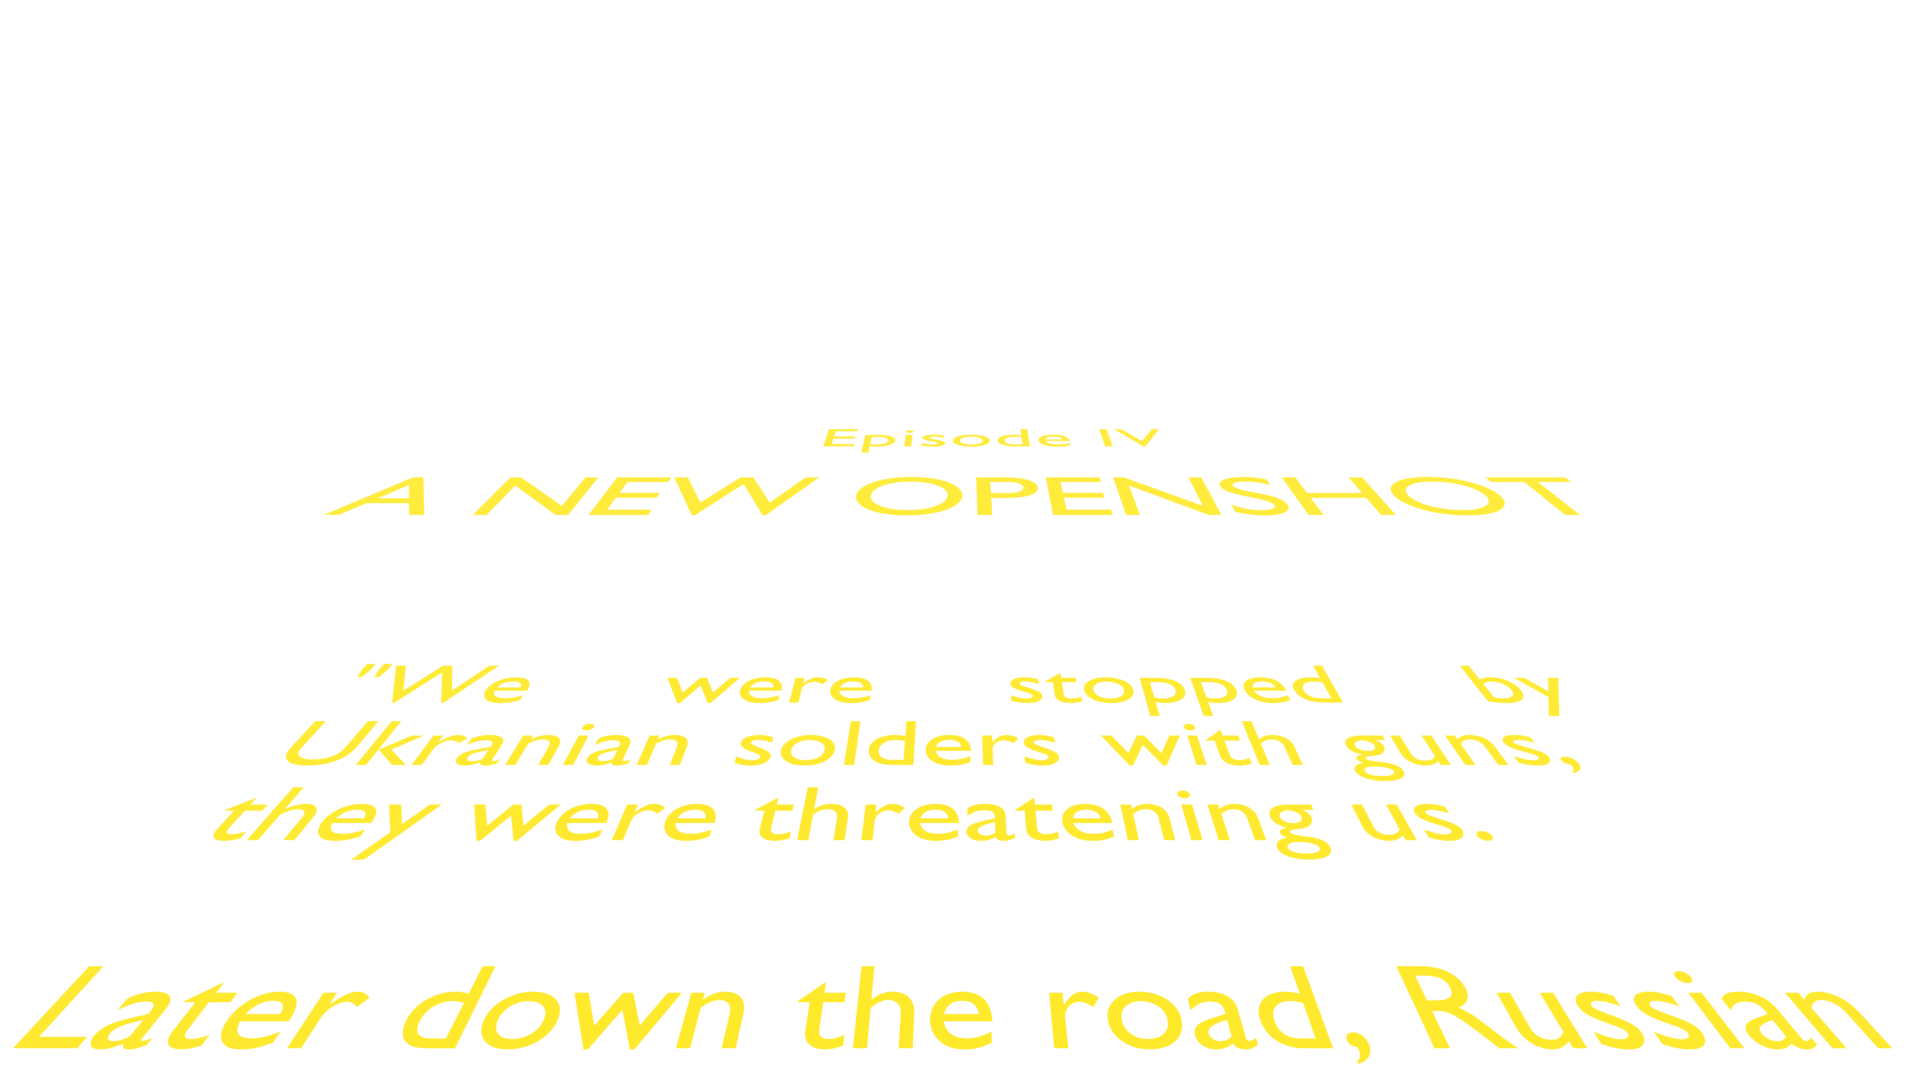 Episode IV
A NEW OPENSHOT
"We were stopped by
Ukranian solders with guns,
they were threatening us.
Later down the road, Russian